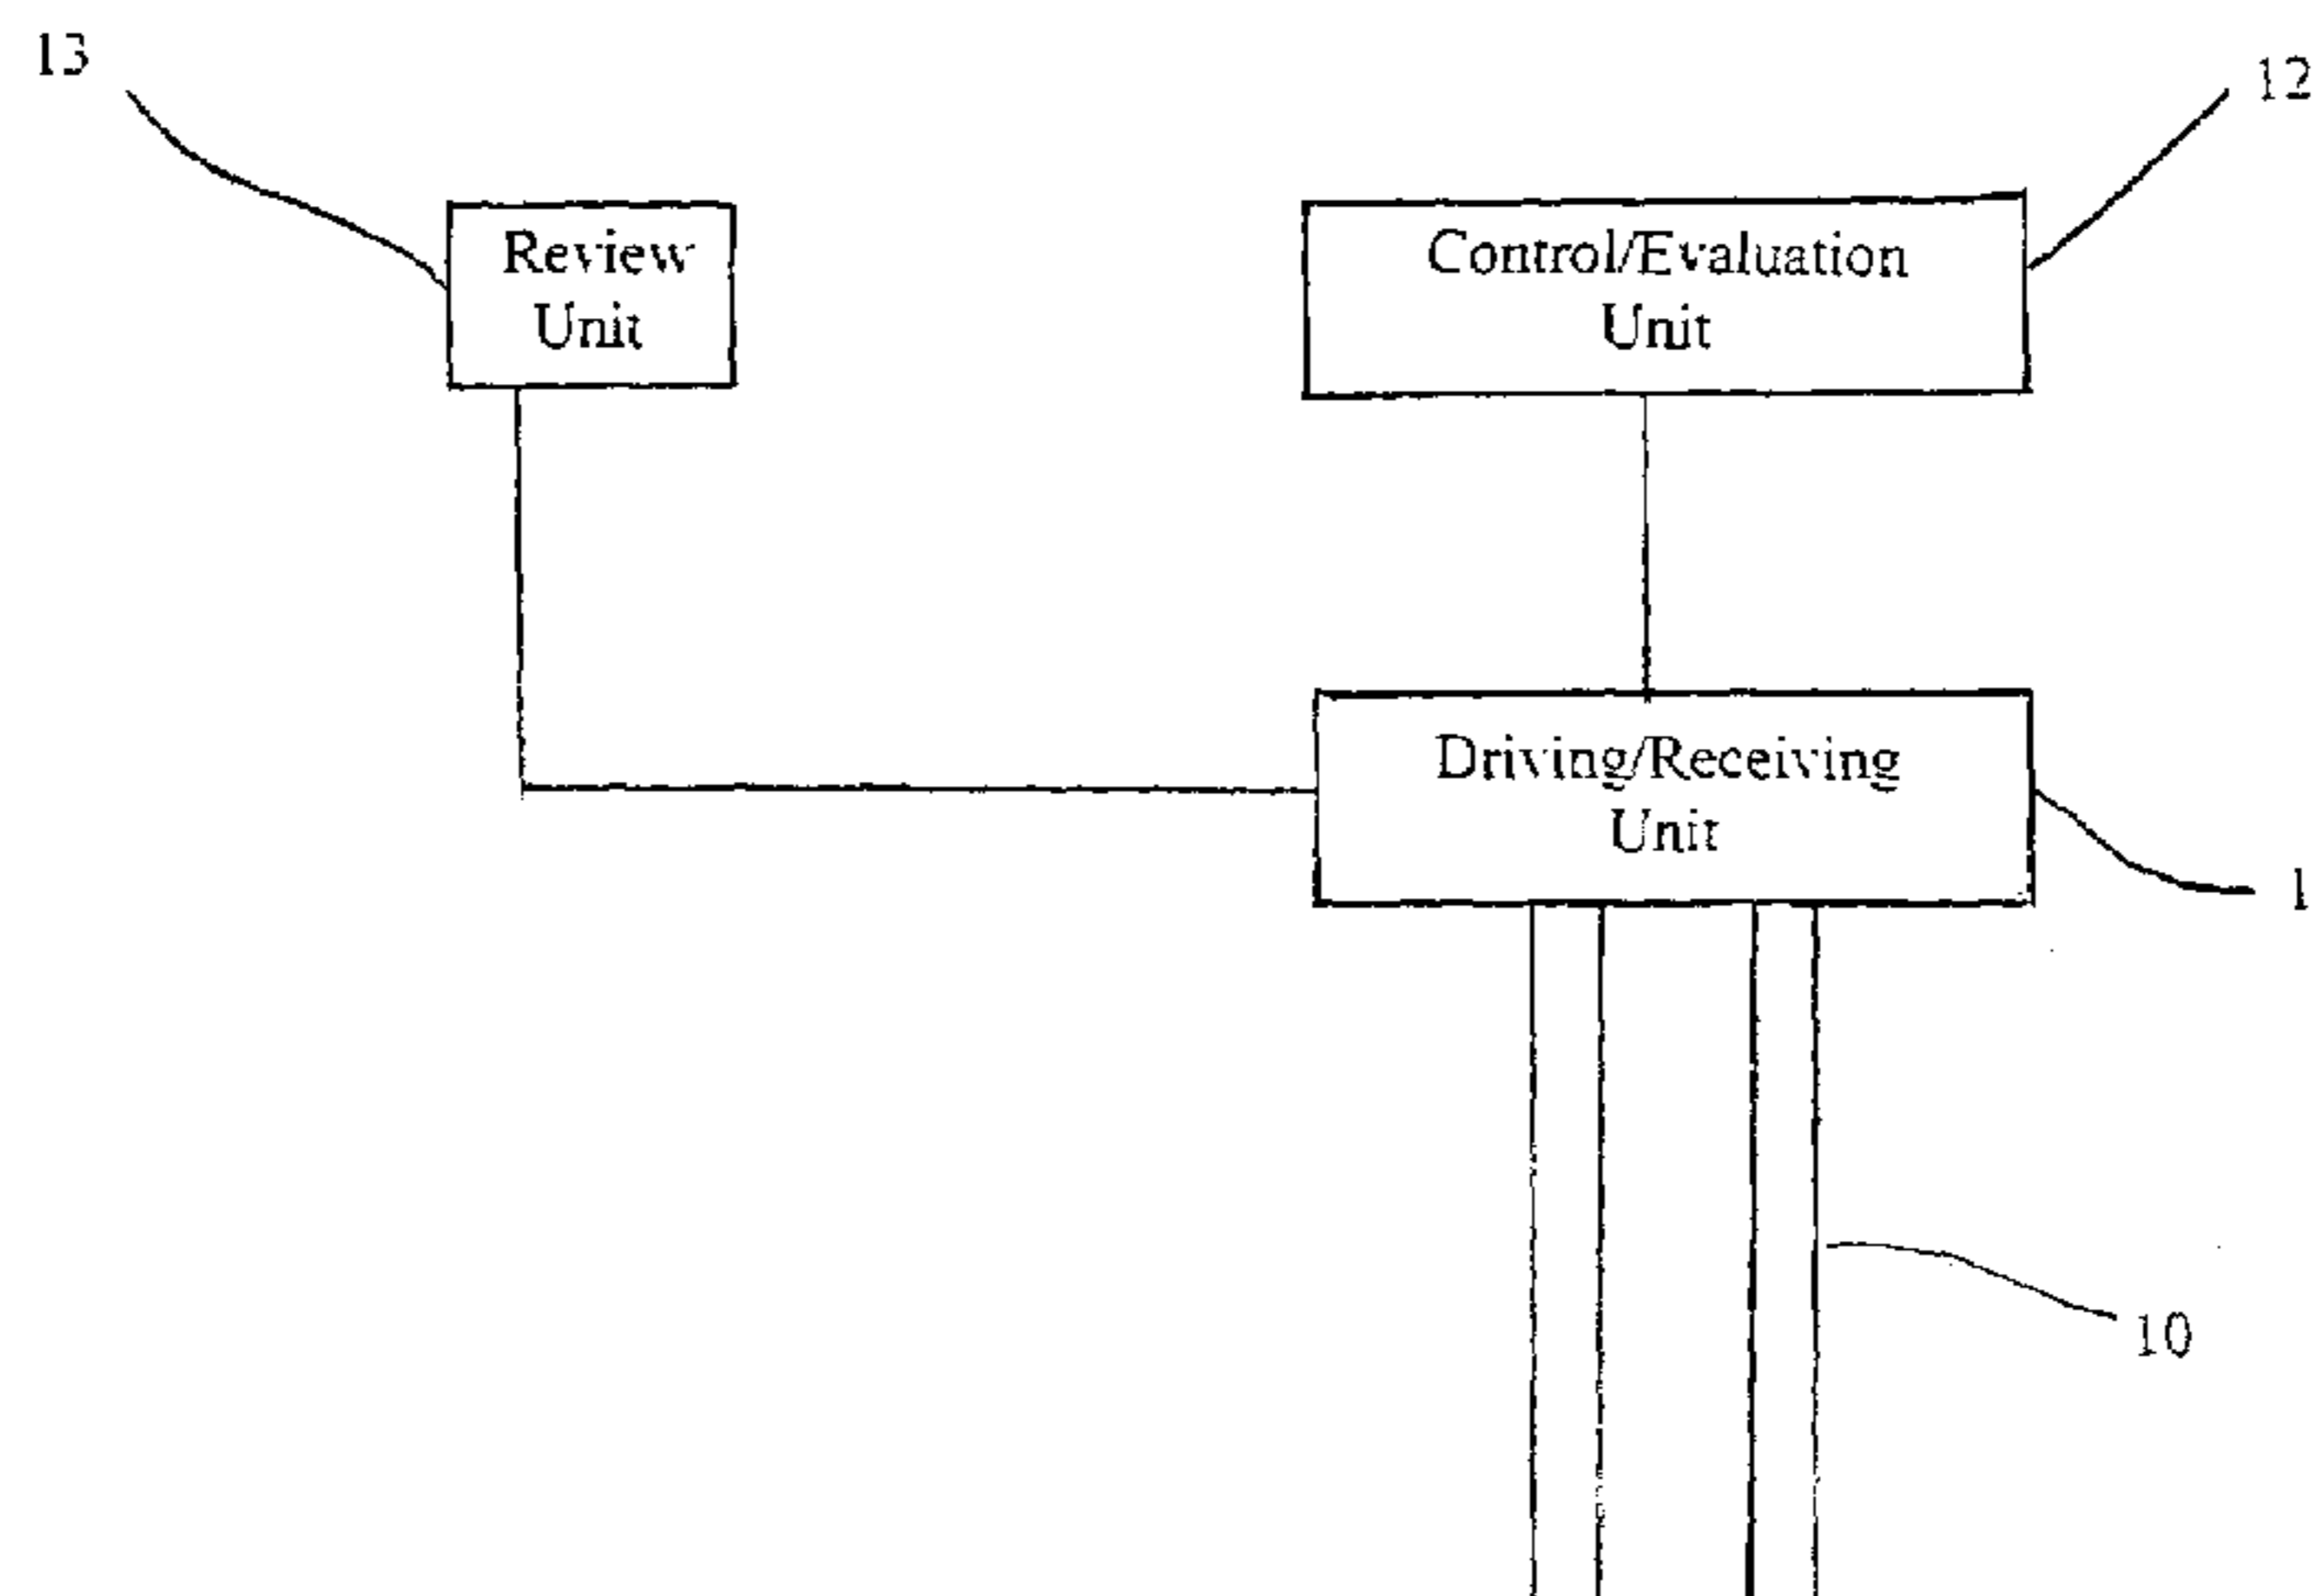 13
12
Review
Unit
Control/Evaluation
Unit
Driving/Receiving
Unit
1
10